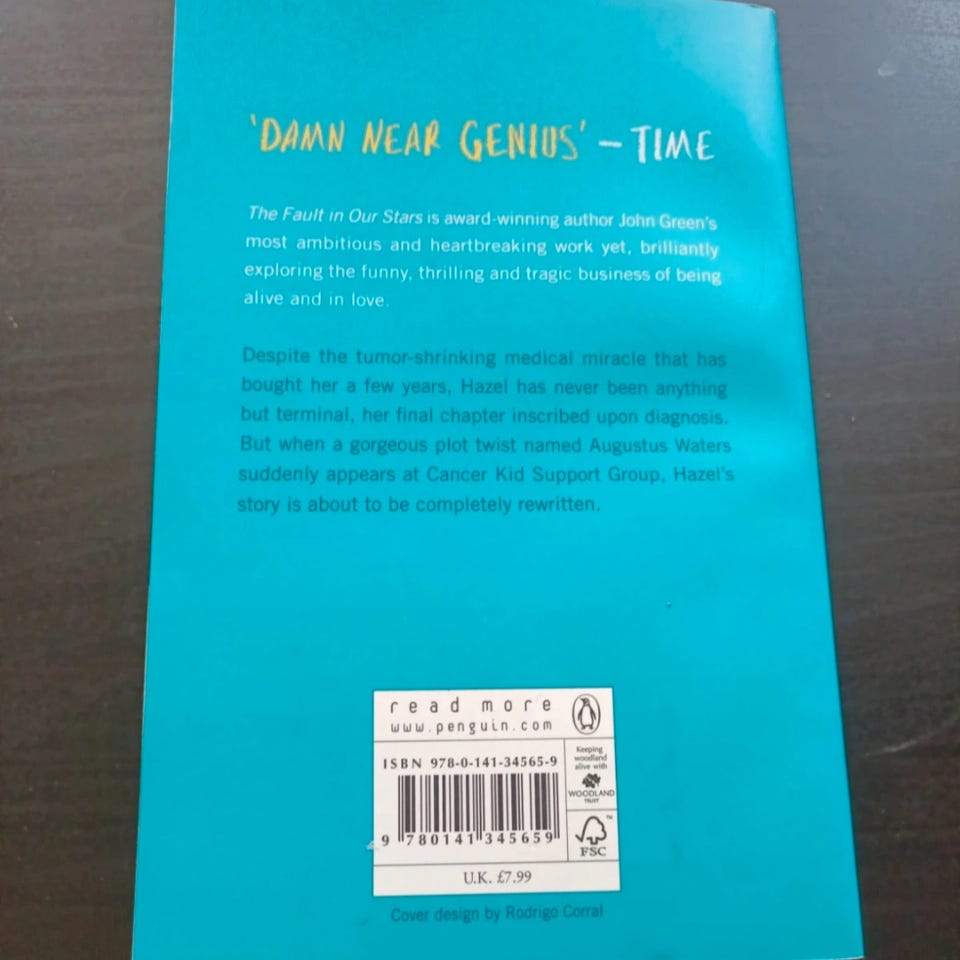 'DAMN NEAR GENIUS' – TIME
The Fault in Our Stars is award-winning author John Green's
most ambitious and heartbreaking work yet, brilliantly
exploring the funny, thrilling and tragic business of being
alive and in love.
Despite the tumor-shrinking medical miracle that has
bought her a few years, Hazel has never been anything
but terminal, her final chapter inscribed upon diagnosis.
But when a gorgeous plot twist named Augustus Waters
suddenly appears at Cancer Kid Support Group, Hazel's
story is about to be completely rewritten.
read more
www.penguin.com
ISBN 978-0-141-34565-9
9 780141 345659
Keeping
woodland
alive with
WOODLAND
TRUST
FSC
™
U.K. £7.99
Cover design by Rodrigo Corral